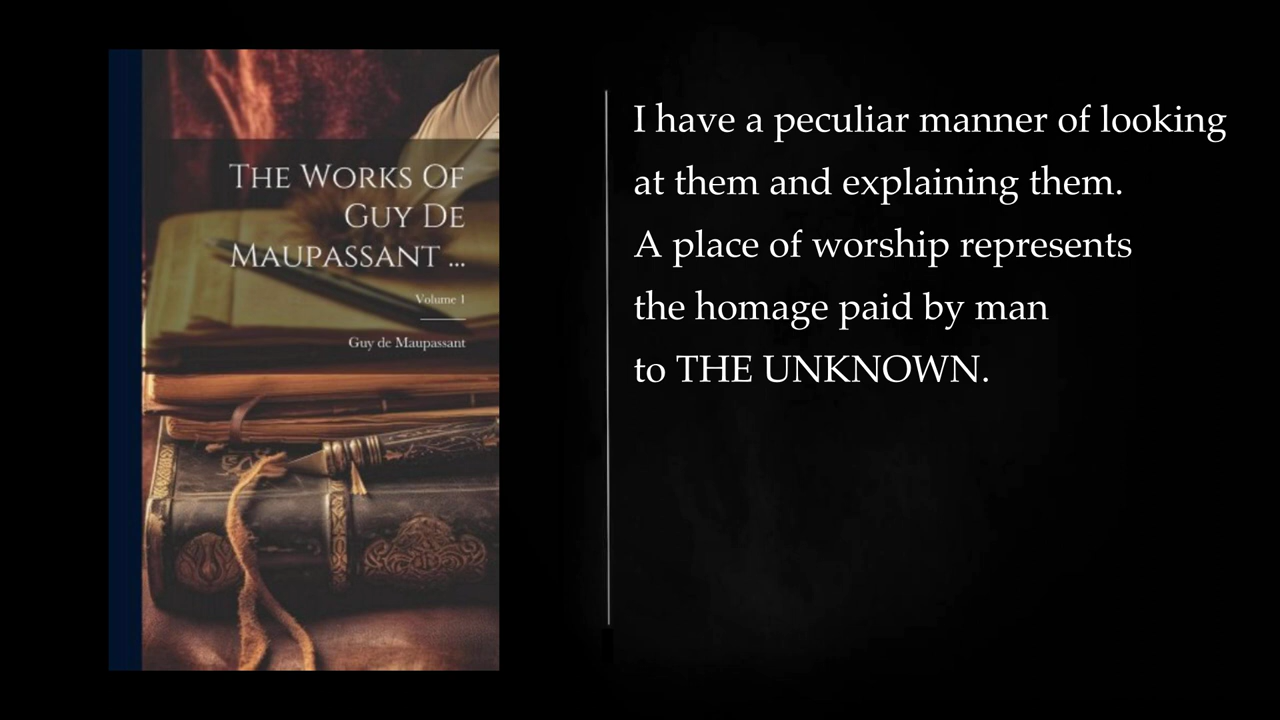 THE WORKS OF
GUY DE
MAUPASSANT ...
Volume 1
Guy de Maupassant
I have a peculiar manner of looking
at them and explaining them.
A place of worship represents
the homage paid by man
to THE UNKNOWN.